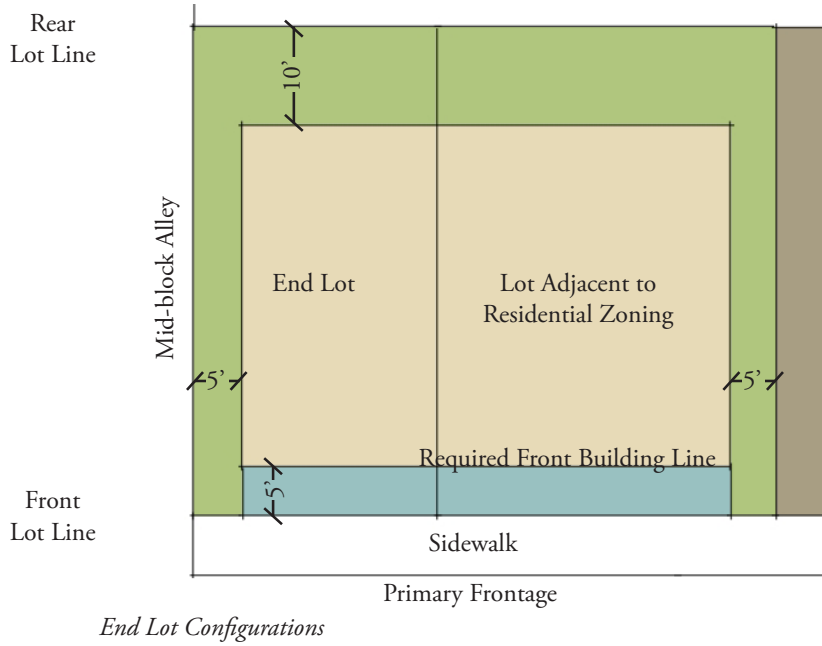 Rear
Lot Line
10’
Mid-block Alley
End Lot
Lot Adjacent to
Residential Zoning
5’
5’
Required Front Building Line
5’
Front
Lot Line
Sidewalk
Primary Frontage
End Lot Configurations